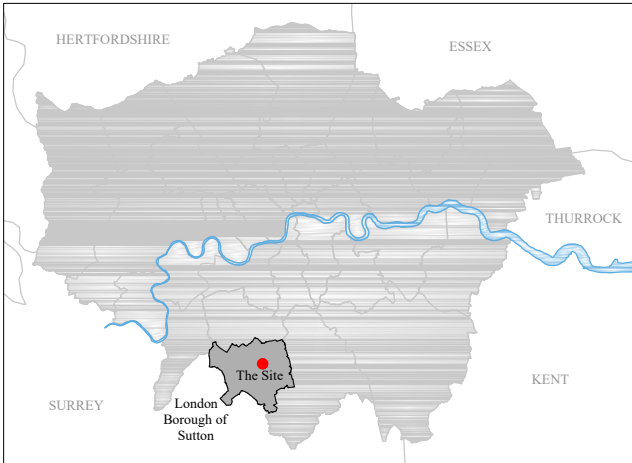 HERTFORDSHIRE
ESSEX
THURROCK
The Site
KENT
SURREY
London
Borough of
Sutton